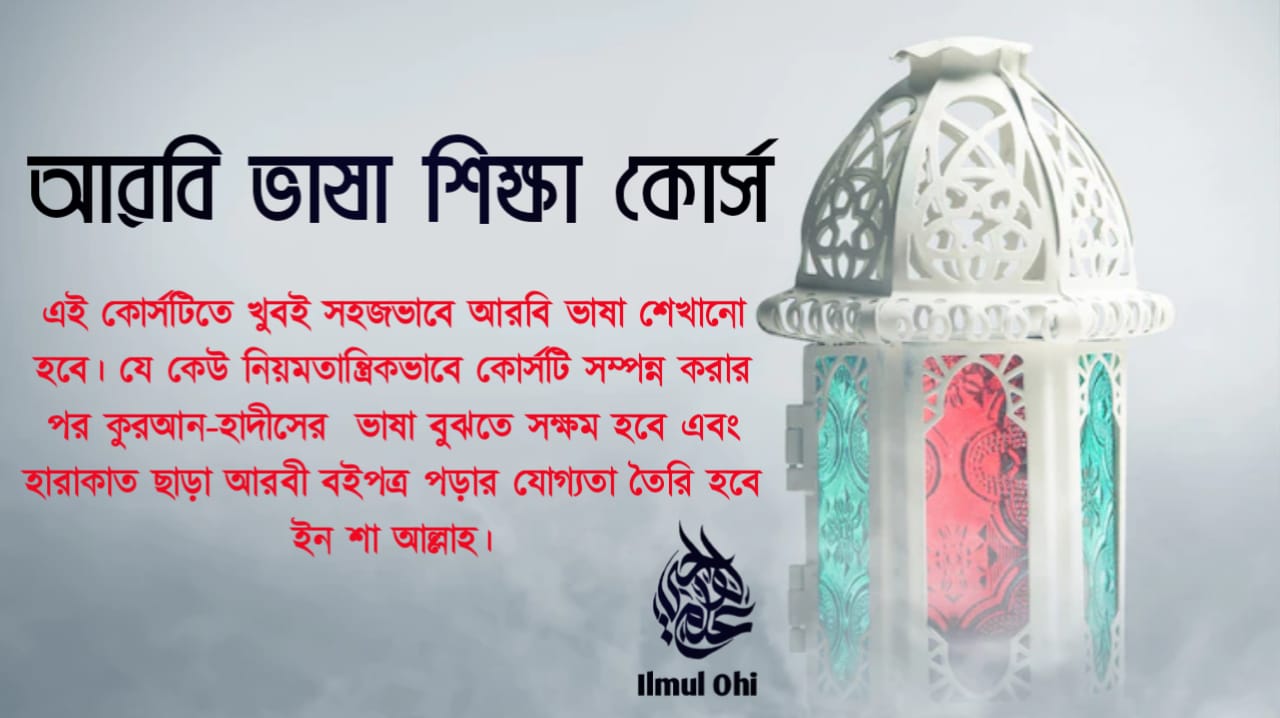 আরবি ভাষা শিক্ষা কোর্স
এই কোর্সটিতে খুবই সহজভাবে আরবি ভাষা শেখানো
হবে। যে কেউ নিয়মতান্ত্রিকভাবে কোর্সটি সম্পন্ন করার
পর কুরআন-হাদীসের ভাষা বুঝতে সক্ষম হবে এবং
হারাকাত ছাড়া আরবী বইপত্র পড়ার যোগ্যতা তৈরি হবে
ইন শা আল্লাহ।
Ilmul Ohi